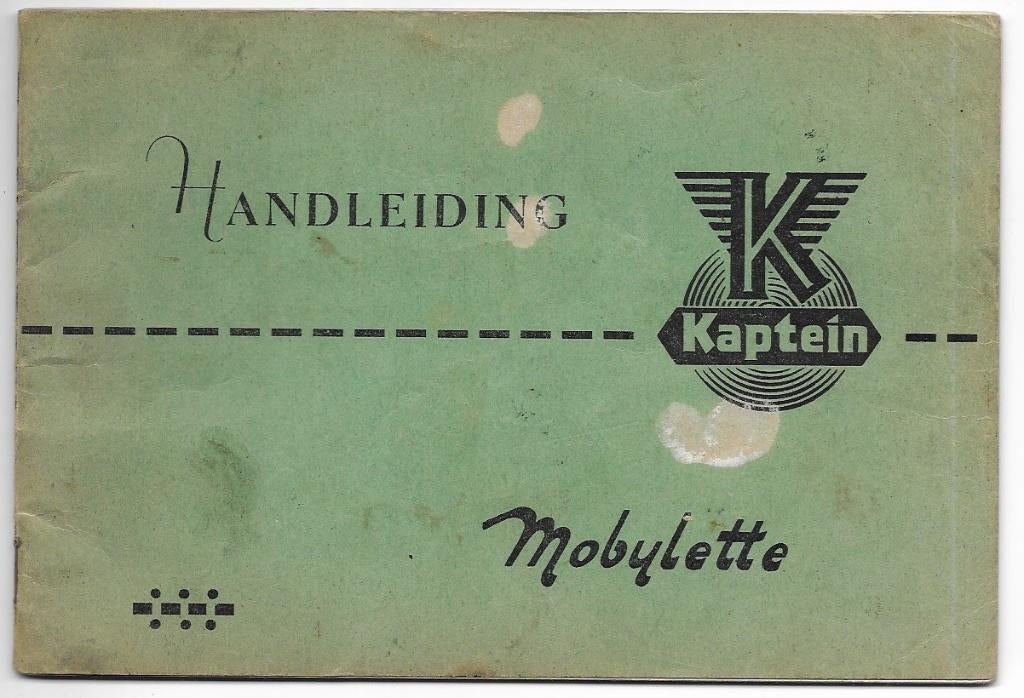 HANDLEIDING
K
Kaptein
Mobylette